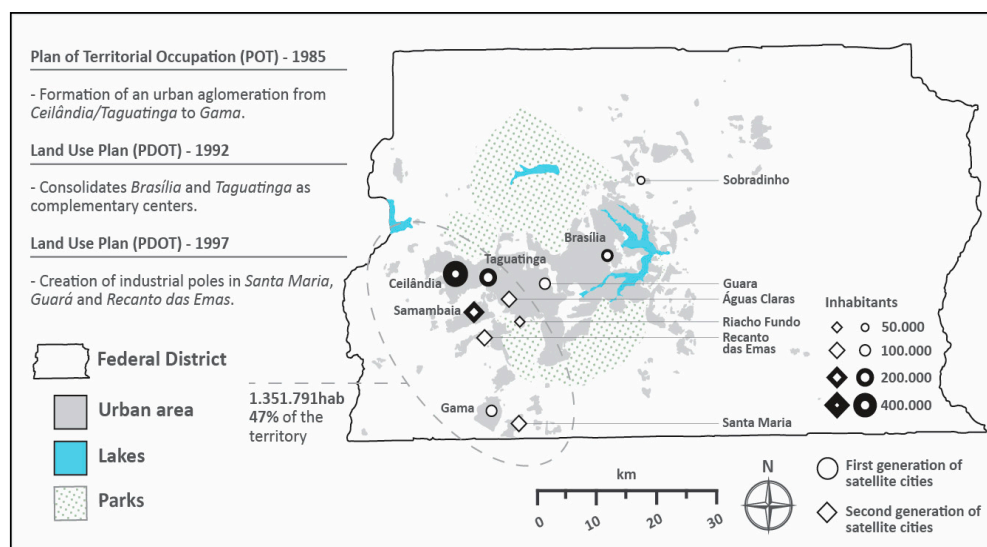 Plan of Territorial Occupation (POT) - 1985
- Formation of an urban aglomeration from
Ceilândia/Taguatinga to Gama.
Land Use Plan (PDOT) - 1992
- Consolidates Brasília and Taguatinga as
complementary centers.
Land Use Plan (PDOT) - 1997
- Creation of industrial poles in Santa Maria,
Guará and Recanto das Emas.
Federal District
Urban area
Lakes
Parks
1.351.791hab
47% of the
territory
Sobradinho
Brasília
Taguatinga
Ceilândia
Guara
Águas Claras
Samambaia
Riacho Fundo
Recanto
das Emas
Gama
Santa Maria
Inhabitants
50.000
100.000
200.000
400.000
km
0 10 20 30
N
First generation of
satellite cities
Second generation of
satellite cities